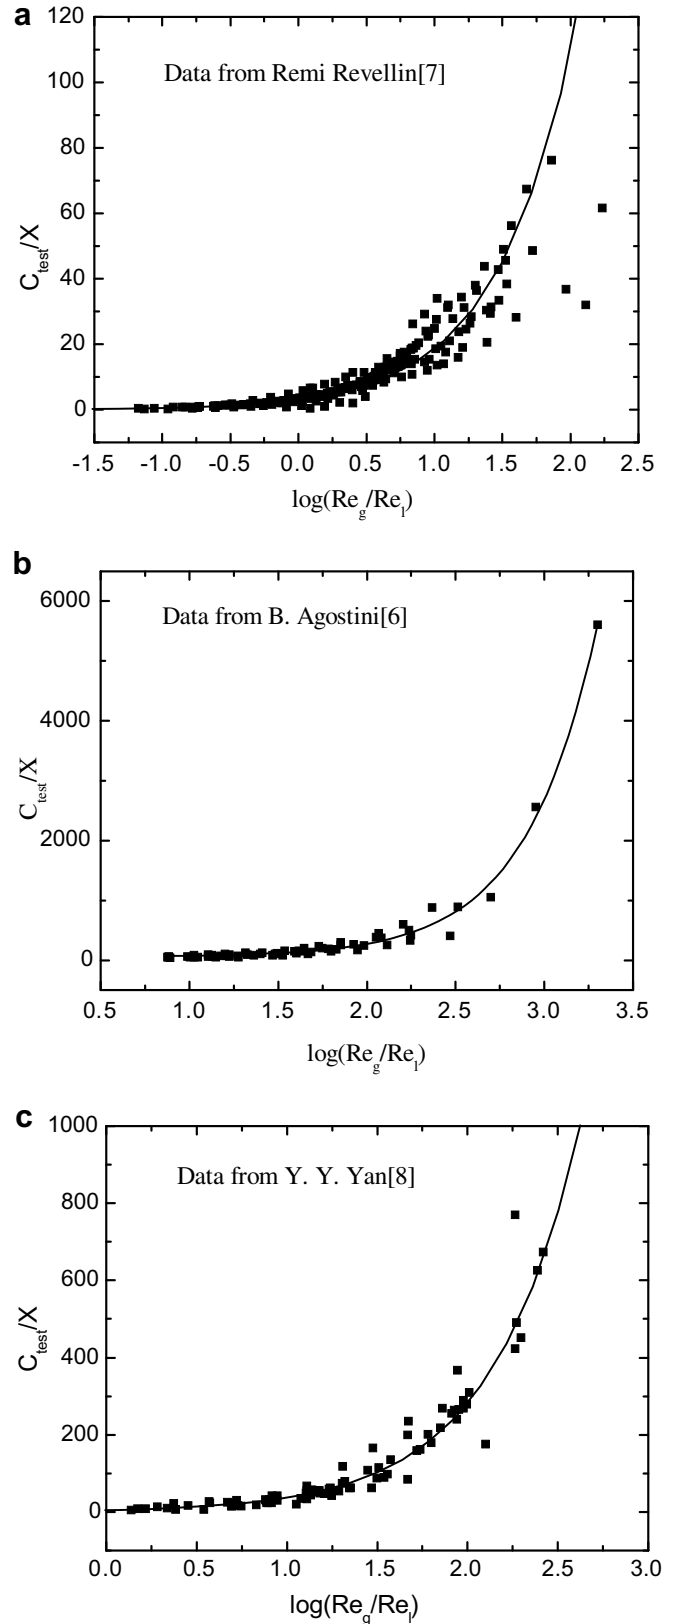 a
120
100
80
60
40
20
0
C_test/X
Data from Remi Revellin[7]
-1.5 -1.0 -0.5 0.0 0.5 1.0 1.5 2.0 2.5
log(Re_g/Re_l)
b
6000
4000
2000
0
C_test/X
Data from B. Agostini[6]
0.5 1.0 1.5 2.0 2.5 3.0 3.5
log(Re_g/Re_l)
c
1000
800
600
400
200
0
C_test/X
Data from Y. Y. Yan[8]
0.0 0.5 1.0 1.5 2.0 2.5 3.0
log(Re_g/Re_l)